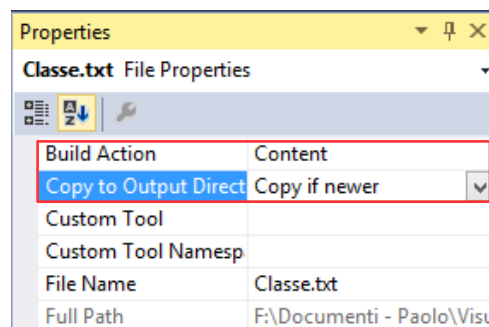 Properties
Classe.txt File Properties
Build Action Content
Copy to Output Direct Copy if newer
Custom Tool
Custom Tool Namesp
File Name Classe.txt
Full Path F:\Documenti - Paolo\Visu